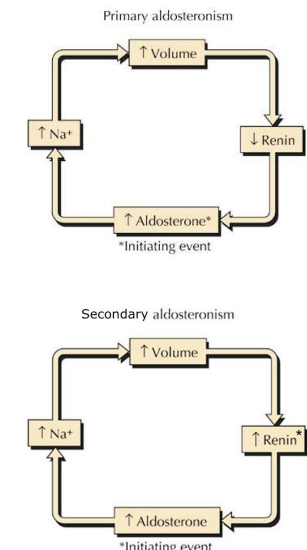 Primary aldosteronism
↑ Volume
↑ Na⁺
↓ Renin
↑ Aldosterone*
*Initiating event
Secondary aldosteronism
↑ Volume
↑ Na⁺
↑ Renin*
↑ Aldosterone
*Initiating event